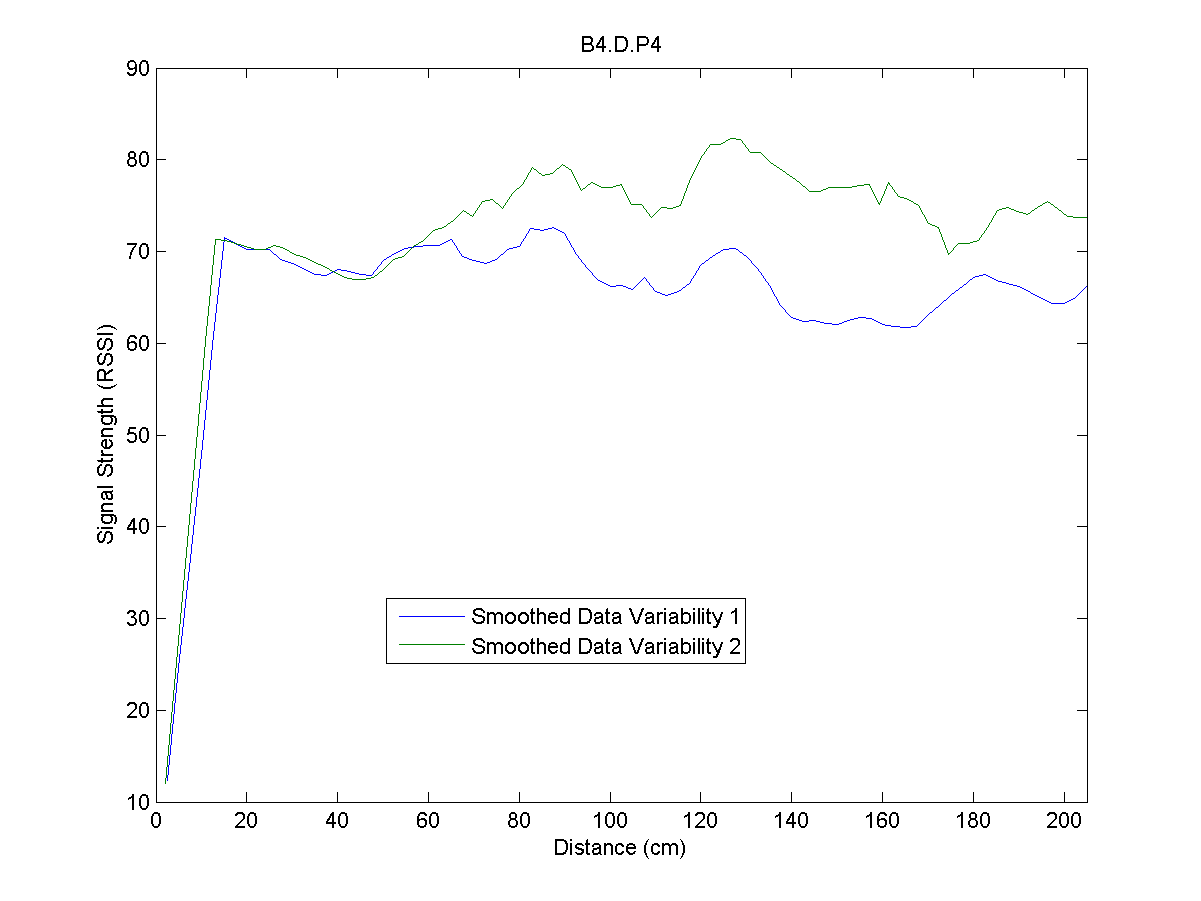 B4.D.P4
90
80
70
60
50
40
30
20
10
Signal Strength (RSSI)
Smoothed Data Variability 1
Smoothed Data Variability 2
0 20 40 60 80 100 120 140 160 180 200
Distance (cm)